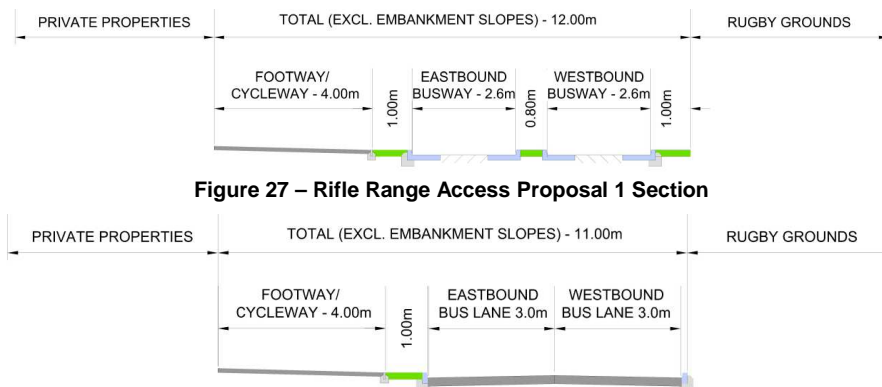 PRIVATE PROPERTIES
TOTAL (EXCL. EMBANKMENT SLOPES) - 12.00m
RUGBY GROUNDS
FOOTWAY/
CYCLEWAY - 4.00m
1.00m
EASTBOUND
BUSWAY - 2.6m
0.80m
WESTBOUND
BUSWAY - 2.6m
1.00m
Figure 27 – Rifle Range Access Proposal 1 Section
PRIVATE PROPERTIES
TOTAL (EXCL. EMBANKMENT SLOPES) - 11.00m
RUGBY GROUNDS
FOOTWAY/
CYCLEWAY - 4.00m
1.00m
EASTBOUND
BUS LANE 3.0m
WESTBOUND
BUS LANE 3.0m